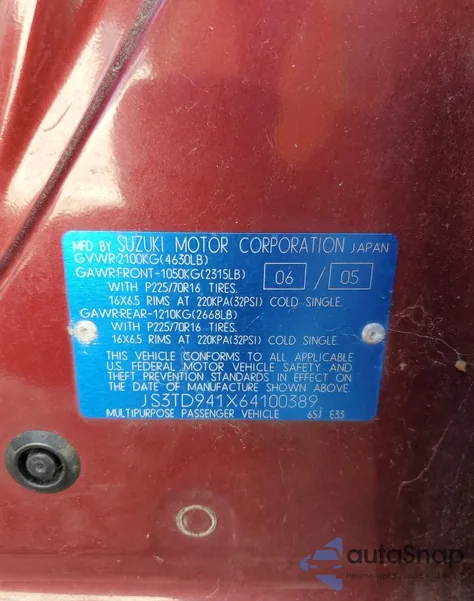 MFD BY SUZUKI MOTOR CORPORATION JAPAN
GVWR:2100KG(4630LB)
GAWR:FRONT-1050KG(2315LB) 06 / 05
WITH P225/70R16 TIRES.
16X6.5 RIMS AT 220KPA(32PSI) COLD SINGLE.
GAWR:REAR-1210KG(2668LB)
WITH P225/70R16 TIRES.
16X6.5 RIMS AT 220KPA(32PSI) COLD SINGLE.
THIS VEHICLE CONFORMS TO ALL APPLICABLE
U.S. FEDERAL MOTOR VEHICLE SAFETY AND
THEFT PREVENTION STANDARDS IN EFFECT ON
THE DATE OF MANUFACTURE SHOWN ABOVE.
JS3TD941X64100389
MULTIPURPOSE PASSENGER VEHICLE 65J E33
autoSnap